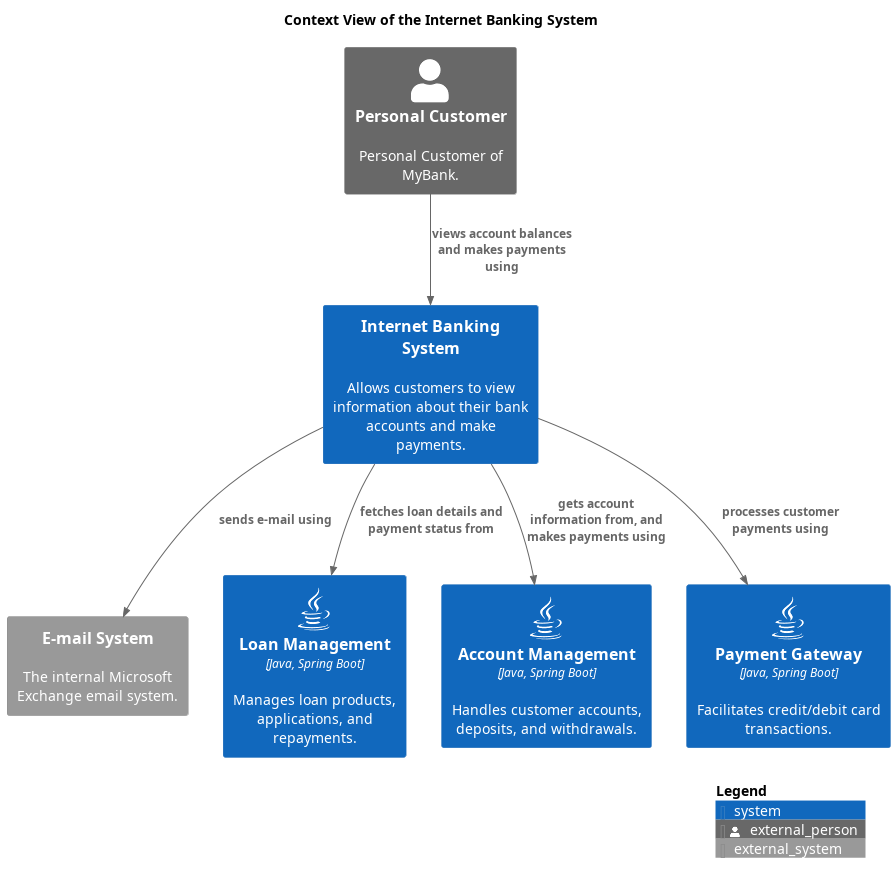 Context View of the Internet Banking System
Personal Customer
Personal Customer of
MyBank.
views account balances
and makes payments
using
Internet Banking
System
Allows customers to view
information about their bank
accounts and make
payments.
sends e-mail using
fetches loan details and
payment status from
gets account
information from, and
makes payments using
processes customer
payments using
E-mail System
The internal Microsoft
Exchange email system.
Loan Management
[Java, Spring Boot]
Manages loan products,
applications, and
repayments.
Account Management
[Java, Spring Boot]
Handles customer accounts,
deposits, and withdrawals.
Payment Gateway
[Java, Spring Boot]
Facilitates credit/debit card
transactions.
Legend
system
external_person
external_system